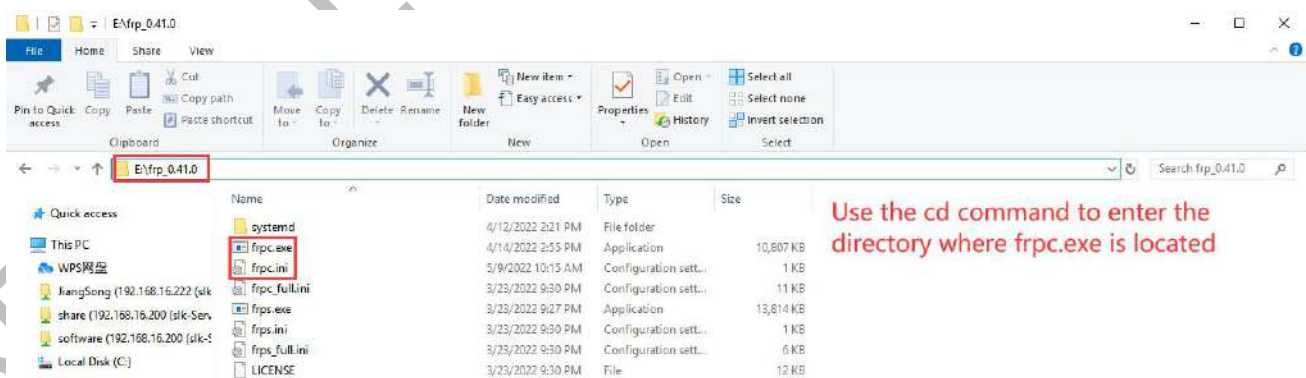 E:\frp_0.41.0
File Home Share View
Pin to Quick access
Copy
Paste
Cut
Copy path
Paste shortcut
Clipboard
Move to
Copy to
Delete
Rename
Organize
New folder
New item
Easy access
New
Properties
Open
Edit
History
Open
Select all
Select none
Invert selection
Select
E:\frp_0.41.0
Search frp_0.41.0
Quick access
This PC
WPS网盘
JiangSong (192.168.16.222 (slk
share (192.168.16.200 (slk-Serv
software (192.168.16.200 (slk-S
Local Disk (C:)
Name Date modified Type Size
systemd 4/12/2022 2:21 PM File folder
frpc.exe 4/14/2022 2:55 PM Application 10,807 KB
frpc.ini 5/9/2022 10:15 AM Configuration sett... 1 KB
frpc_full.ini 3/23/2022 9:30 PM Configuration sett... 11 KB
frps.exe 3/23/2022 9:27 PM Application 13,814 KB
frps.ini 3/23/2022 9:30 PM Configuration sett... 1 KB
frps_full.ini 3/23/2022 9:30 PM Configuration sett... 6 KB
LICENSE 3/23/2022 9:30 PM File 12 KB
Use the cd command to enter the
directory where frpc.exe is located